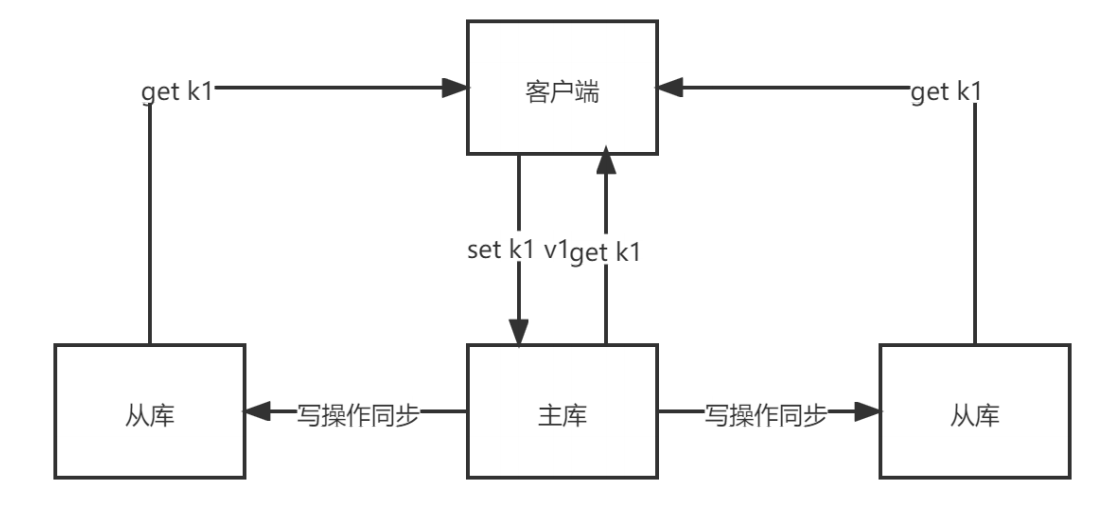 客户端
get k1
get k1
set k1 v1
get k1
从库
写操作同步
主库
写操作同步
从库